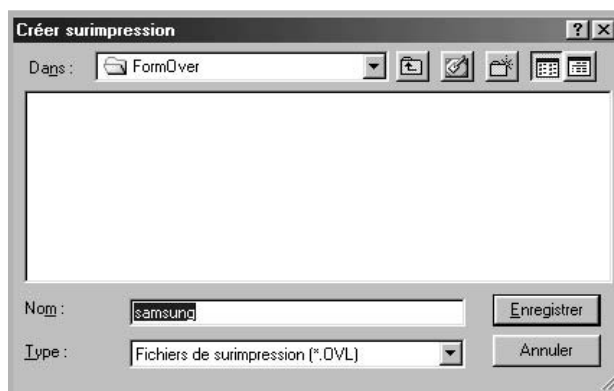 Créer surimpression
Dans : FormOver
Nom : samsung Enregistrer
Type : Fichiers de surimpression (*.OVL) Annuler